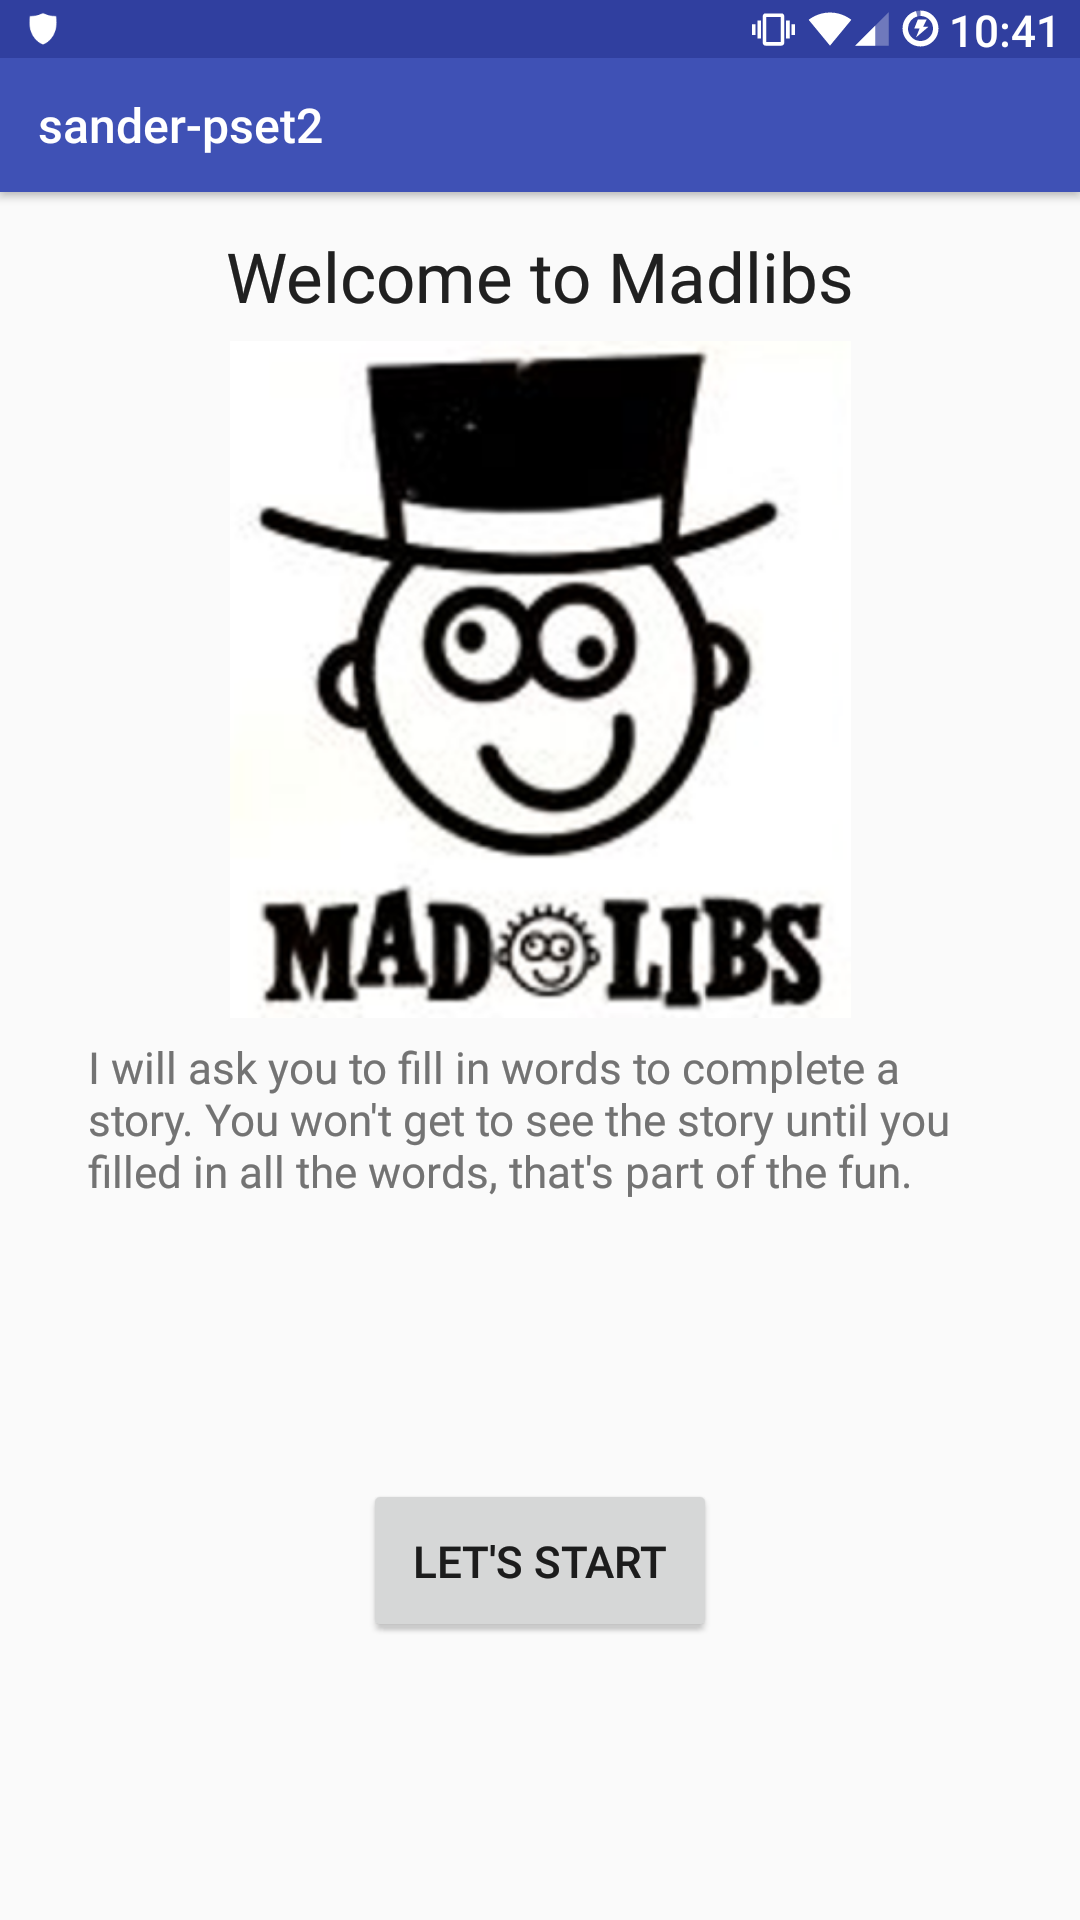 10:41
sander-pset2
Welcome to Madlibs
MAD LIBS
I will ask you to fill in words to complete a
story. You won't get to see the story until you
filled in all the words, that's part of the fun.
LET'S START